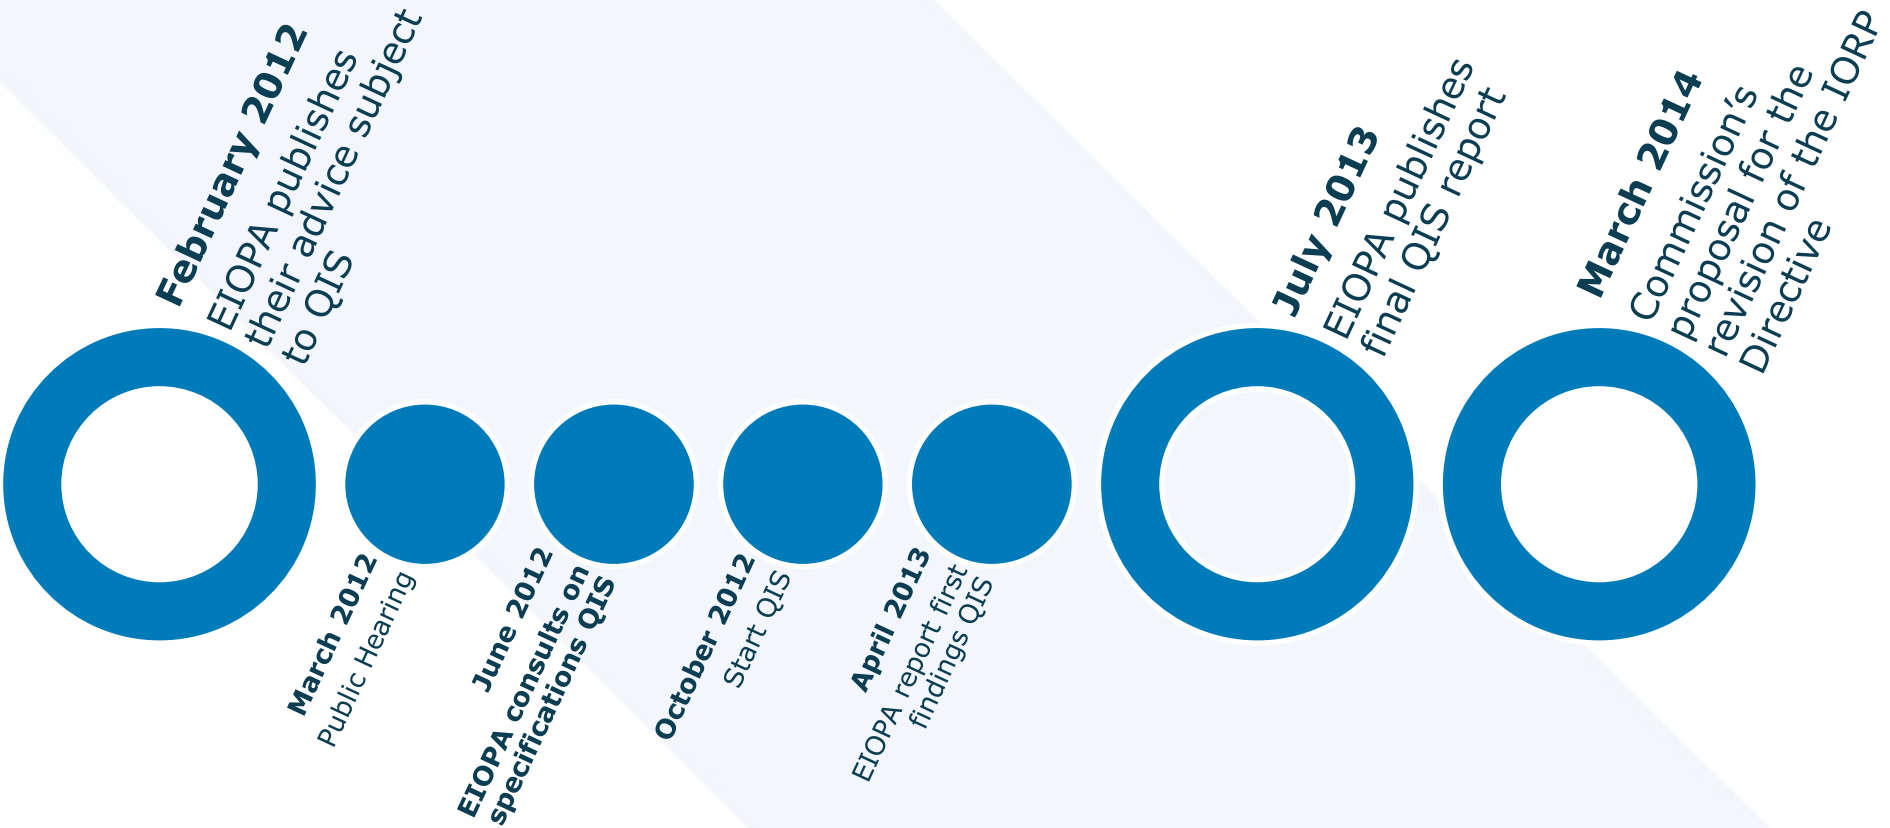 February 2012
EIOPA publishes
their advice subject
to QIS
March 2012
Public Hearing
June 2012
EIOPA consults on
specifications QIS
October 2012
Start QIS
April 2013
EIOPA report first
findings QIS
July 2013
EIOPA publishes
final QIS report
March 2014
Commission’s
proposal for the
revision of the IORP
Directive